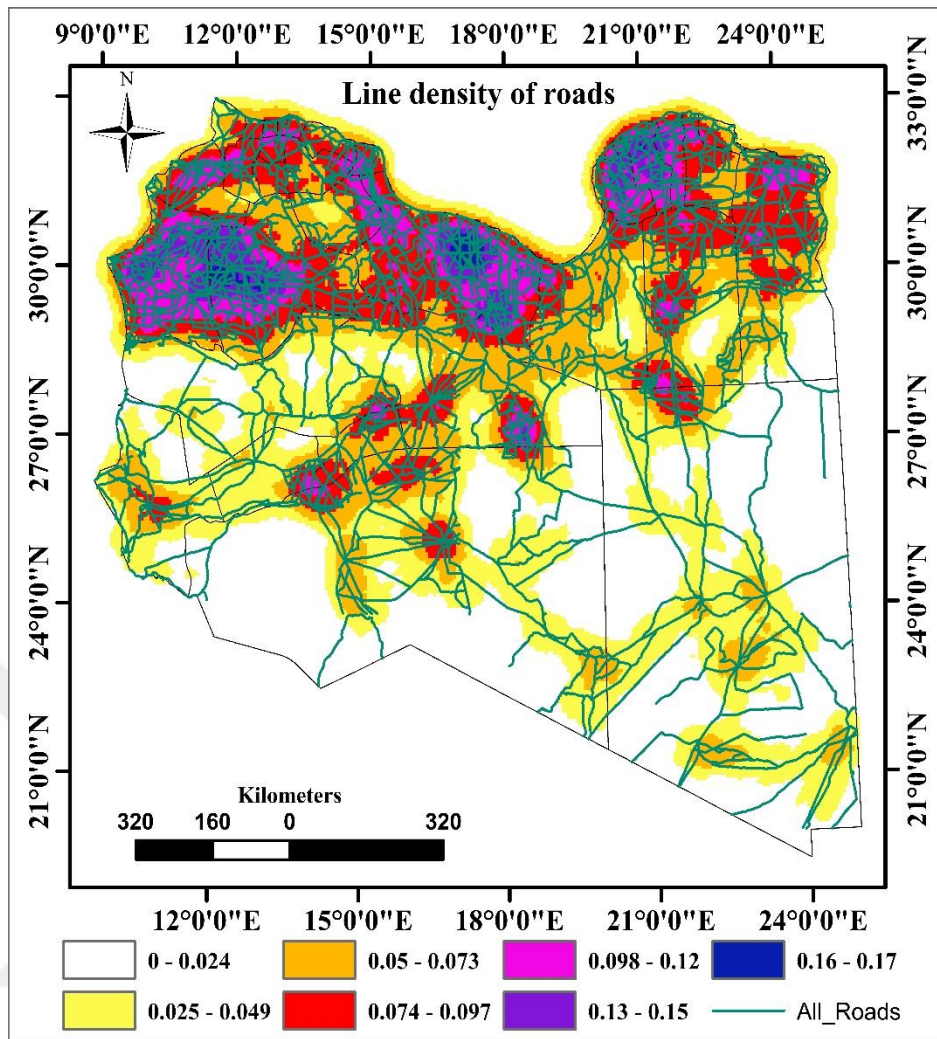 9°0'0"E 12°0'0"E 15°0'0"E 18°0'0"E 21°0'0"E 24°0'0"E
Line density of roads
N
33°0'0"N
30°0'0"N
27°0'0"N
24°0'0"N
21°0'0"N
30°0'0"N
27°0'0"N
24°0'0"N
21°0'0"N
Kilometers
320 160 0 320
12°0'0"E 15°0'0"E 18°0'0"E 21°0'0"E 24°0'0"E
0 - 0.024 0.05 - 0.073 0.098 - 0.12 0.16 - 0.17
0.025 - 0.049 0.074 - 0.097 0.13 - 0.15 All_Roads